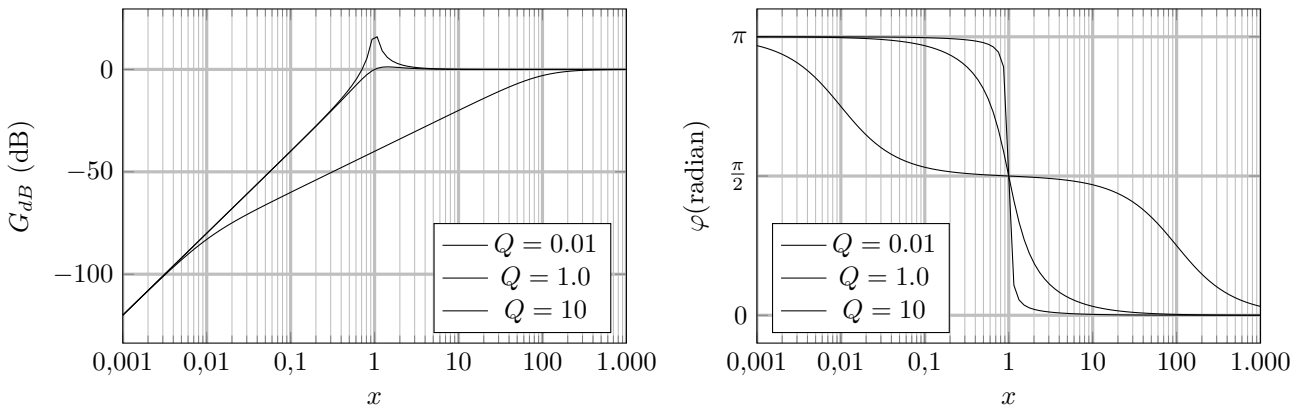 0
−50
−100
G_{dB} (dB)
0,001 0,01 0,1 1 10 100 1.000
x
Q = 0.01
Q = 1.0
Q = 10
π
π/2
0
φ(radian)
0,001 0,01 0,1 1 10 100 1.000
x
Q = 0.01
Q = 1.0
Q = 10